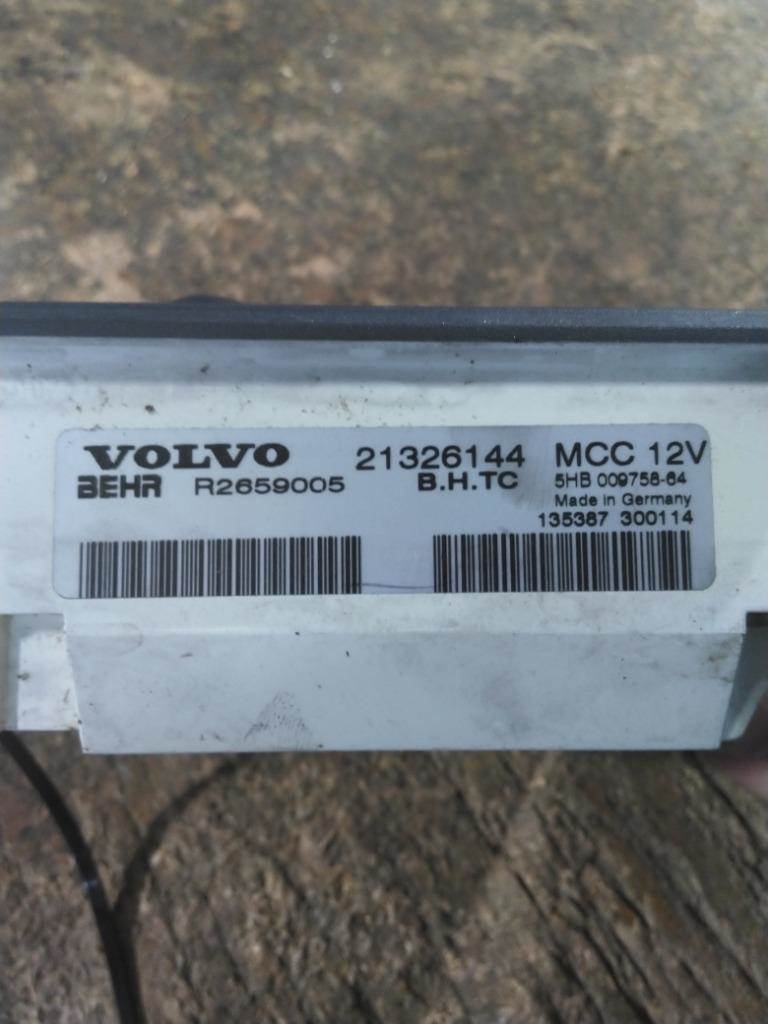 VOLVO 21326144 MCC 12V
BEHR R2659005 B.H.TC 5HB 009758-64
Made in Germany
135387 300114